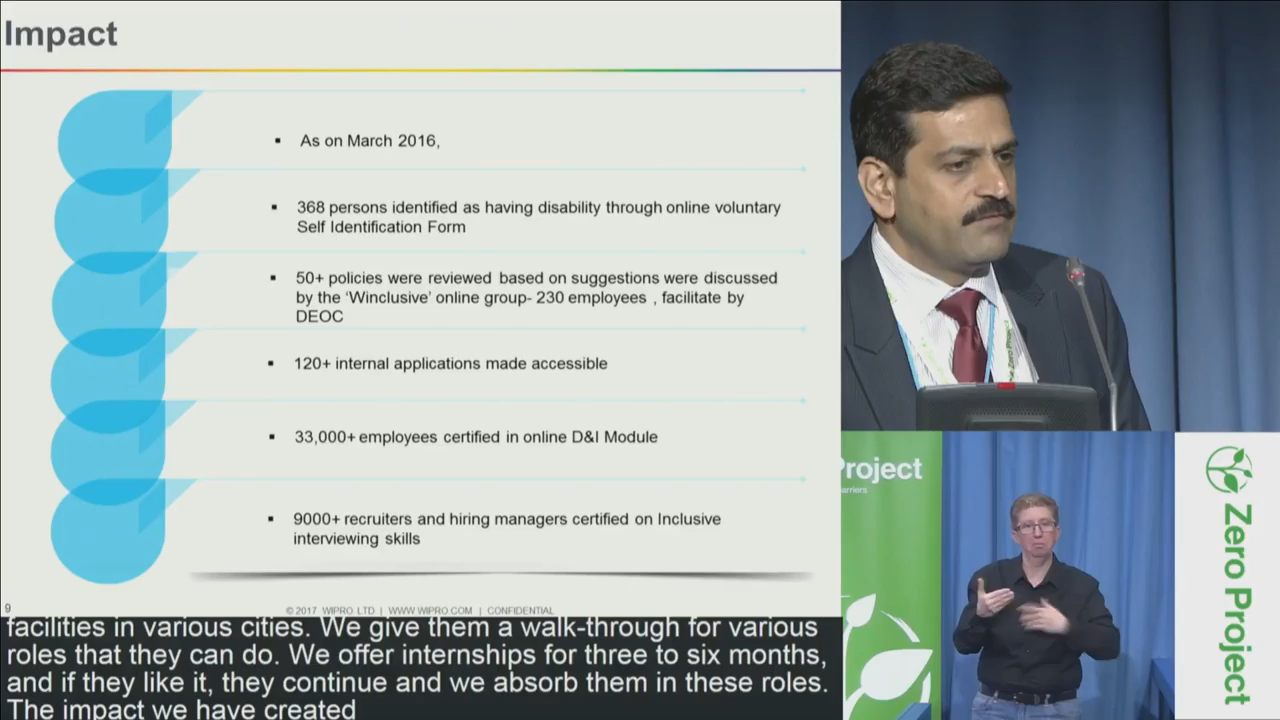 Impact
▪ As on March 2016,
▪ 368 persons identified as having disability through online voluntary
Self Identification Form
▪ 50+ policies were reviewed based on suggestions were discussed
by the ‘Winclusive’ online group- 230 employees , facilitate by
DEOC
▪ 120+ internal applications made accessible
▪ 33,000+ employees certified in online D&I Module
▪ 9000+ recruiters and hiring managers certified on Inclusive
interviewing skills
9
© 2017 WIPRO LTD | WWW.WIPRO.COM | CONFIDENTIAL
facilities in various cities. We give them a walk-through for various
roles that they can do. We offer internships for three to six months,
and if they like it, they continue and we absorb them in these roles.
The impact we have created
Project
Zero Project